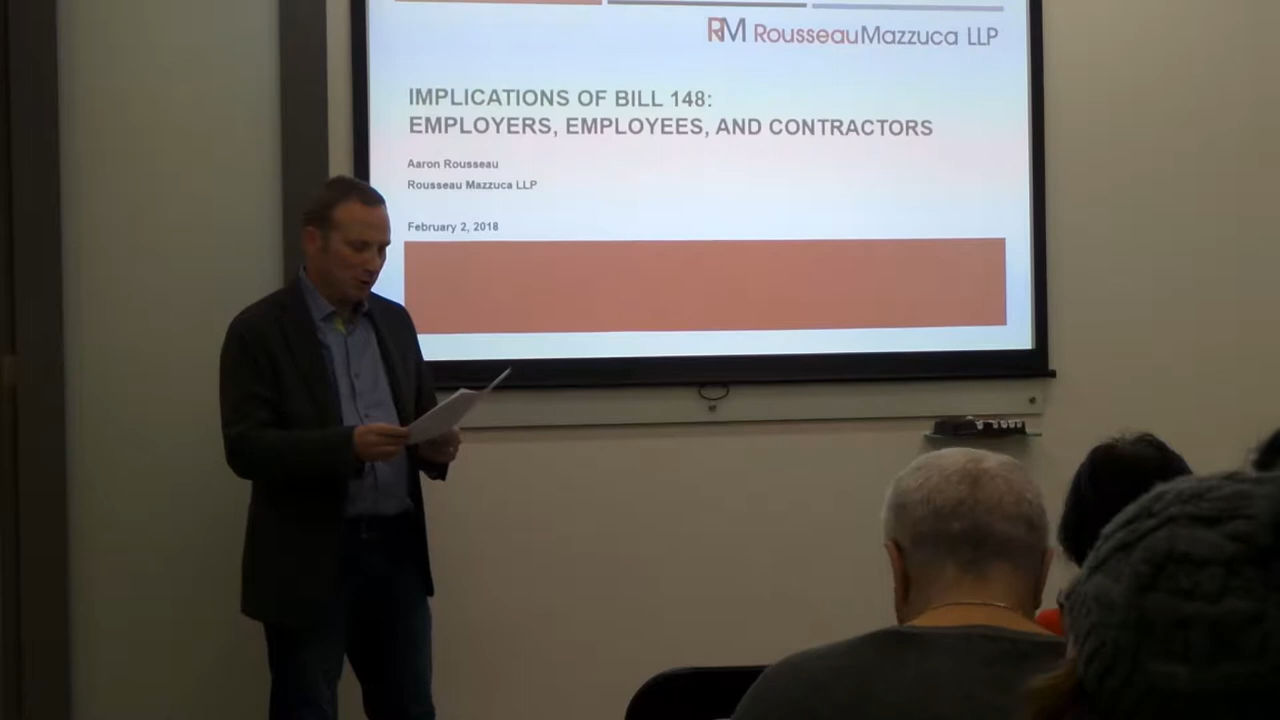 RM RousseauMazzuca LLP
IMPLICATIONS OF BILL 148:
EMPLOYERS, EMPLOYEES, AND CONTRACTORS
Aaron Rousseau
Rousseau Mazzuca LLP
February 2, 2018